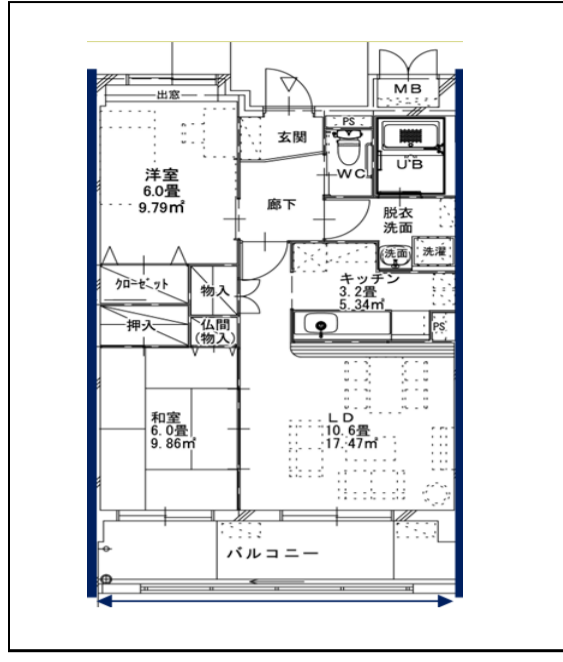 MB
出窓
PS
玄関
洋室
6.0畳
9.79㎡
WC
UB
廊下
脱衣
洗面
洗面
洗濯
キッチン
3.2畳
5.34㎡
クローゼット
物入
押入
仏間
(物入)
PS
和室
6.0畳
9.86㎡
LD
10.6畳
17.47㎡
バルコニー